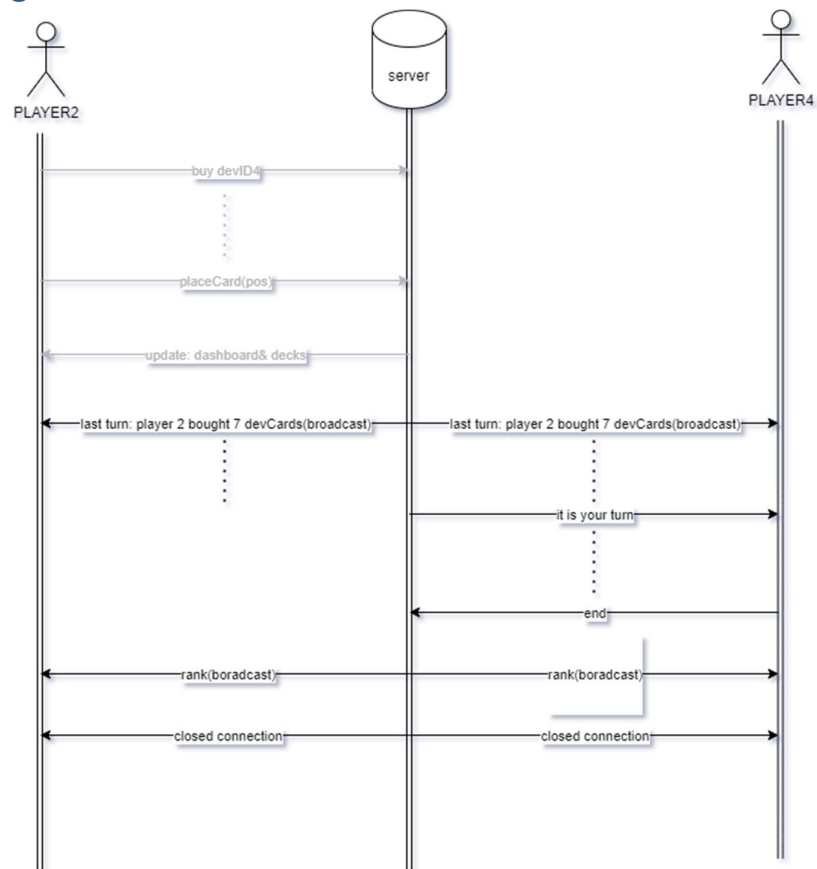 server
PLAYER2
PLAYER4
buy devID4
placeCard(pos)
update: dashboard& decks
last turn: player 2 bought 7 devCards(broadcast)
last turn: player 2 bought 7 devCards(broadcast)
it is your turn
end
rank(boradcast)
rank(boradcast)
closed connection
closed connection